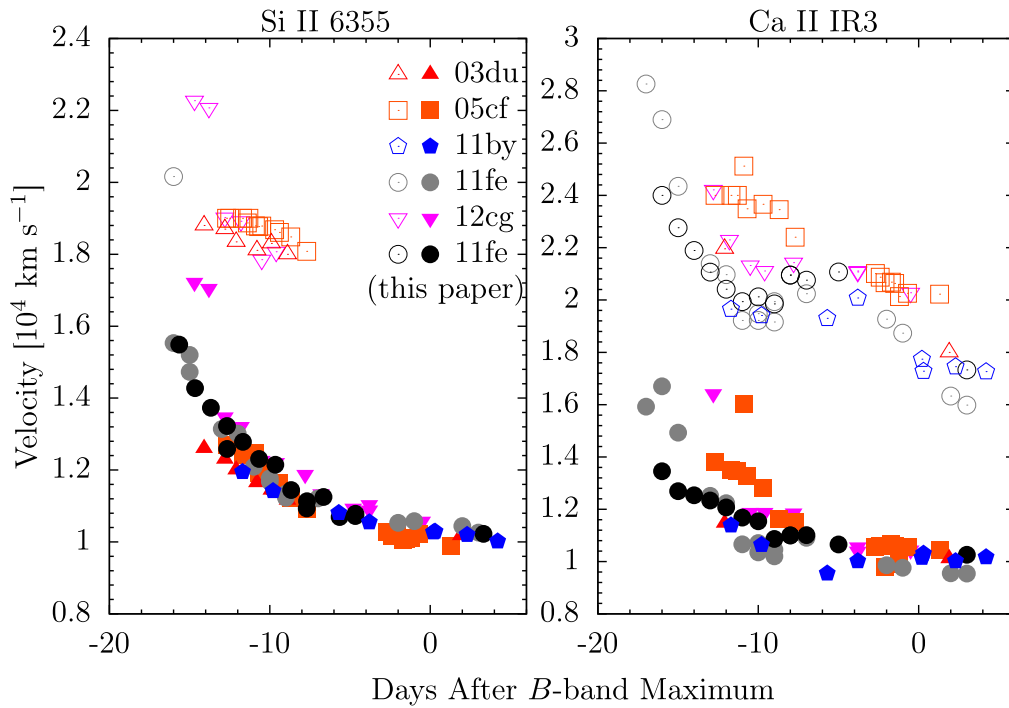 Si II 6355
Ca II IR3
Velocity [10⁴ km s⁻¹]
2.4
2.2
2
1.8
1.6
1.4
1.2
1
0.8
-20
-10
0
03du
05cf
11by
11fe
12cg
11fe
(this paper)
3
2.8
2.6
2.4
2.2
2
1.8
1.6
1.4
1.2
1
0.8
-20
-10
0
Days After B-band Maximum